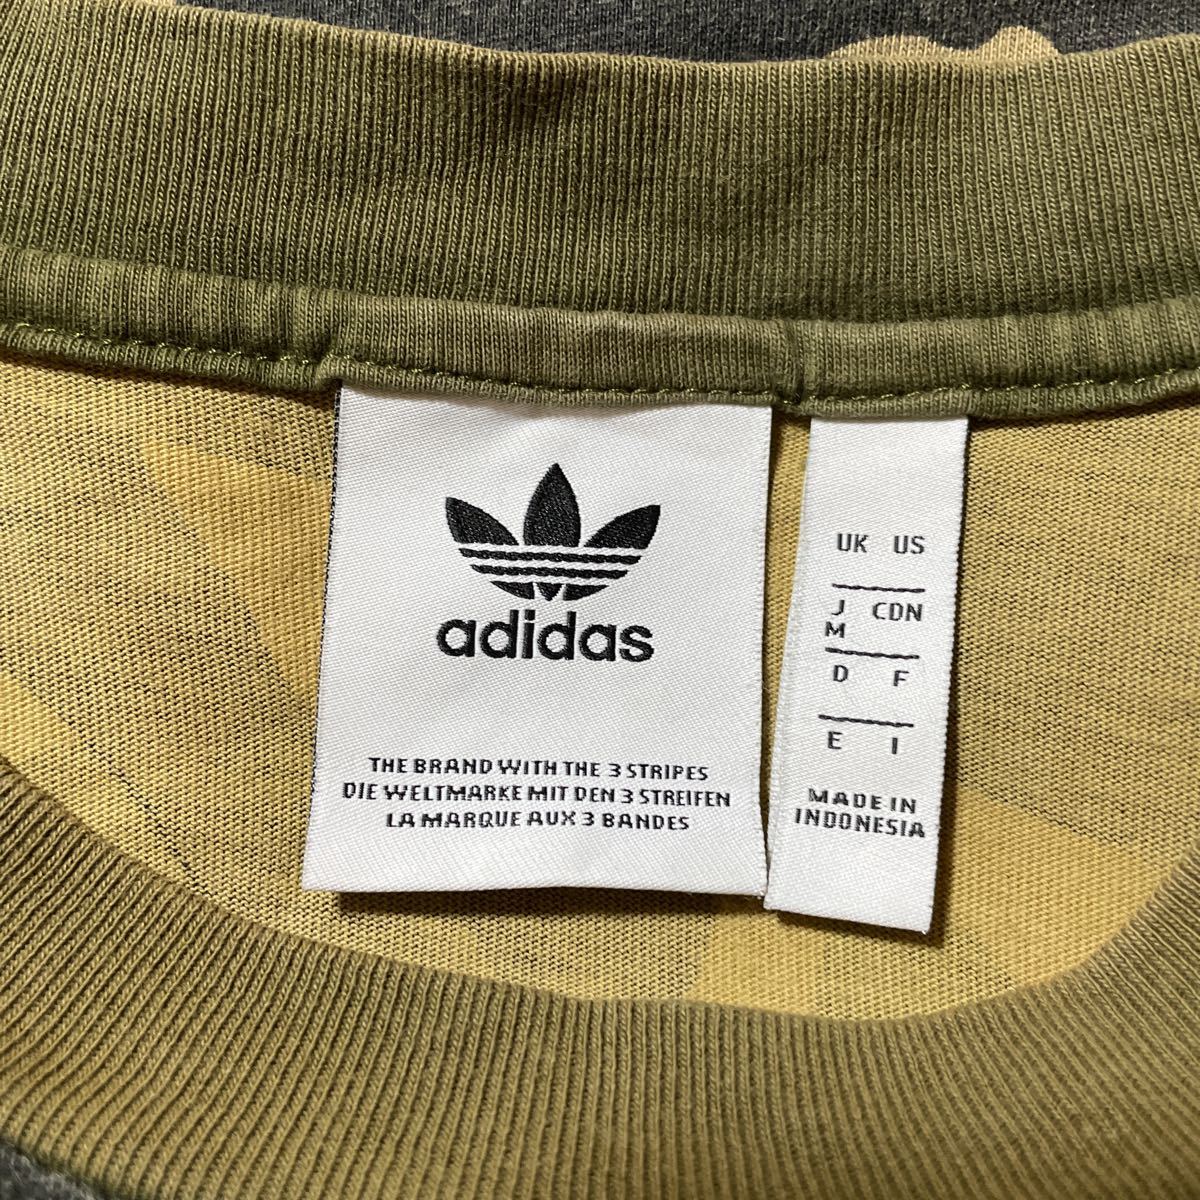 adidas
THE BRAND WITH THE 3 STRIPES
DIE WELTMARKE MIT DEN 3 STREIFEN
LA MARQUE AUX 3 BANDES
UK US
J CDN
M
D F
E I
MADE IN
INDONESIA